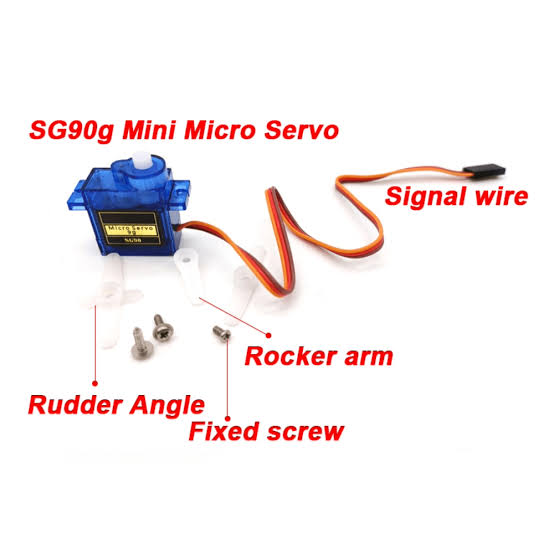 SG90g Mini Micro Servo
Signal wire
Micro Servo
9g
SG90
Rocker arm
Rudder Angle
Fixed screw